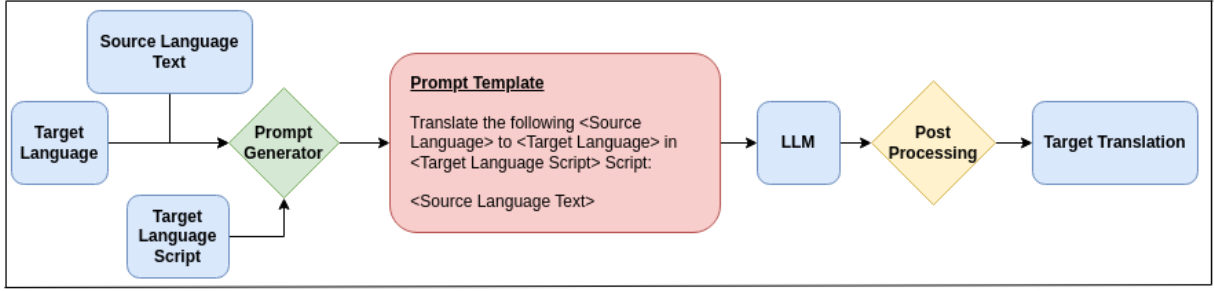 Source Language
Text
Target
Language
Target
Language
Script
Prompt
Generator
Prompt Template
Translate the following <Source
Language> to <Target Language> in
<Target Language Script> Script:
<Source Language Text>
LLM
Post
Processing
Target Translation